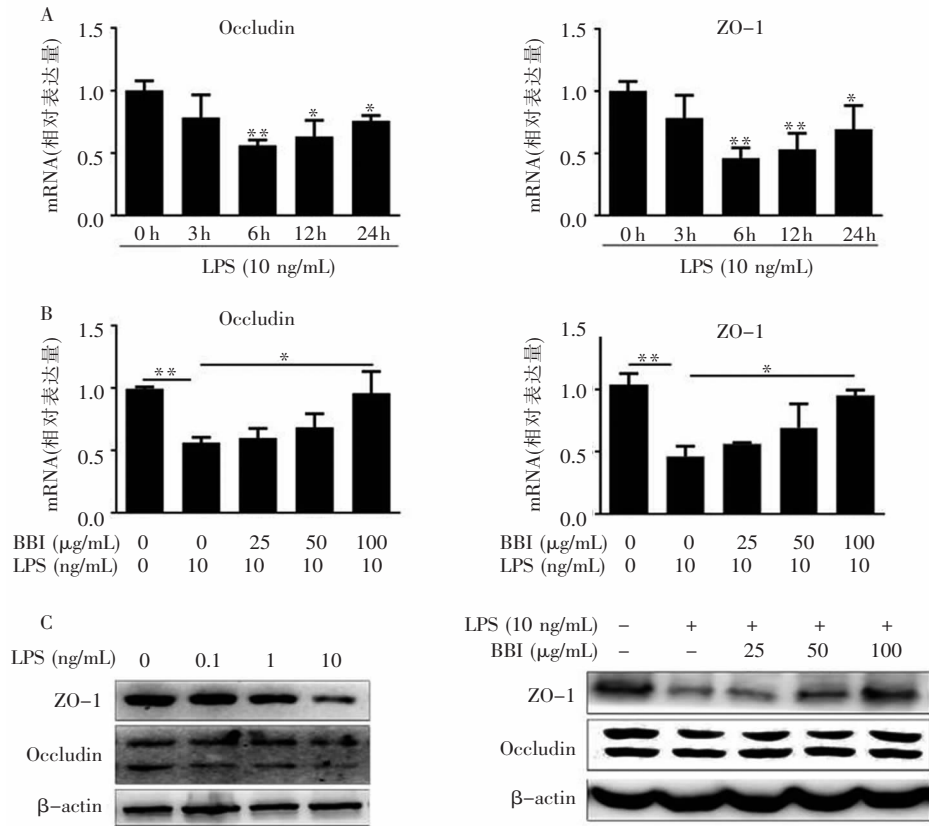 A
Occludin
mRNA(相对表达量)
1.5
1.0
0.5
0.0
**
*
*
0 h 3 h 6 h 12 h 24 h
LPS (10 ng/mL)
ZO-1
mRNA(相对表达量)
1.5
1.0
0.5
0.0
**
**
*
0 h 3 h 6 h 12 h 24 h
LPS (10 ng/mL)
B
Occludin
mRNA(相对表达量)
1.5
1.0
0.5
0.0
**
*
BBI (μg/mL) 0 0 25 50 100
LPS (ng/mL) 0 10 10 10 10
ZO-1
mRNA(相对表达量)
1.5
1.0
0.5
0.0
**
*
BBI (μg/mL) 0 0 25 50 100
LPS (ng/mL) 0 10 10 10 10
C
LPS (ng/mL) 0 0.1 1 10
ZO-1
Occludin
β-actin
LPS (10 ng/mL) − + + + +
BBI (μg/mL) − − 25 50 100
ZO-1
Occludin
β-actin